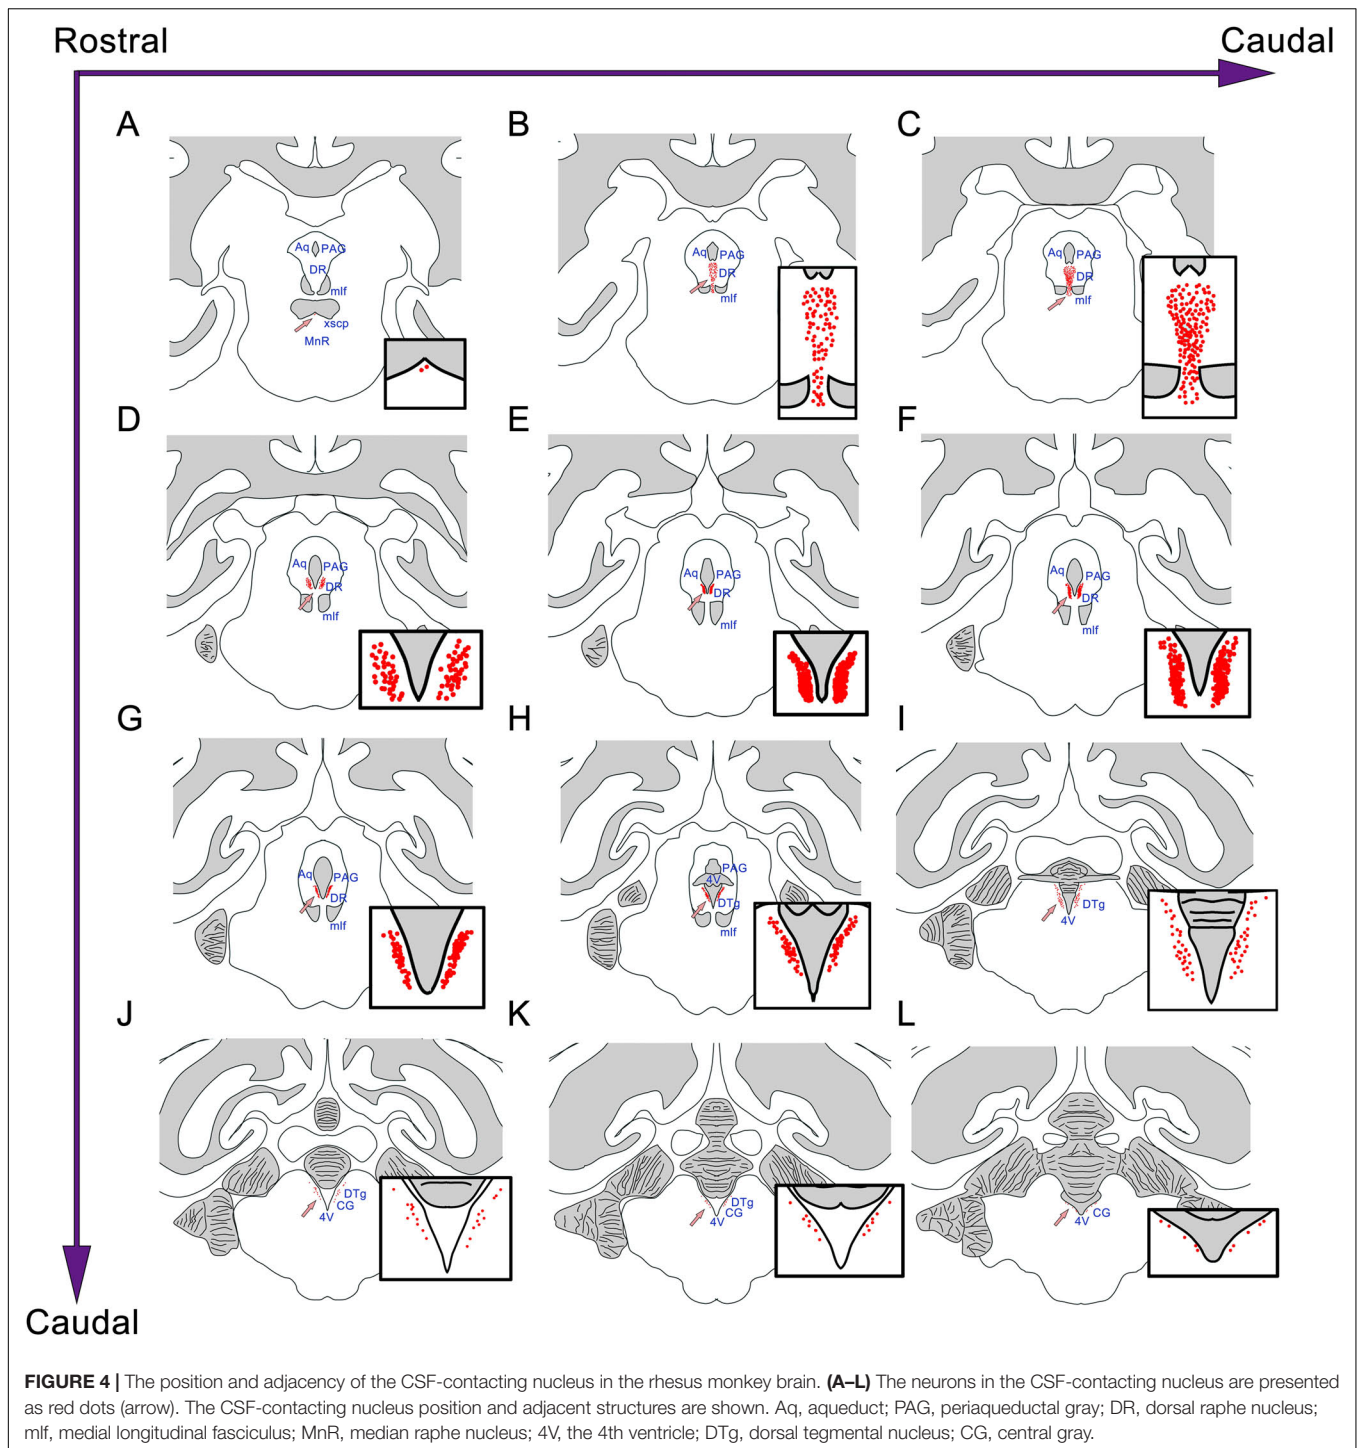 Rostral
Caudal
A
B
C
Aq PAG
DR
mlf
xscp
MnR
Aq
PAG
DR
mlf
Aq
PAG
DR
mlf
D
E
F
Aq
PAG
DR
mlf
Aq
PAG
DR
mlf
Aq
PAG
DR
mlf
G
H
I
Aq
PAG
DR
mlf
PAG
4V
DTg
mlf
DTg
4V
J
K
L
DTg
CG
4V
DTg
CG
4V
4V CG
Caudal
FIGURE 4 | The position and adjacency of the CSF-contacting nucleus in the rhesus monkey brain. (A–L) The neurons in the CSF-contacting nucleus are presented
as red dots (arrow). The CSF-contacting nucleus position and adjacent structures are shown. Aq, aqueduct; PAG, periaqueductal gray; DR, dorsal raphe nucleus;
mlf, medial longitudinal fasciculus; MnR, median raphe nucleus; 4V, the 4th ventricle; DTg, dorsal tegmental nucleus; CG, central gray.